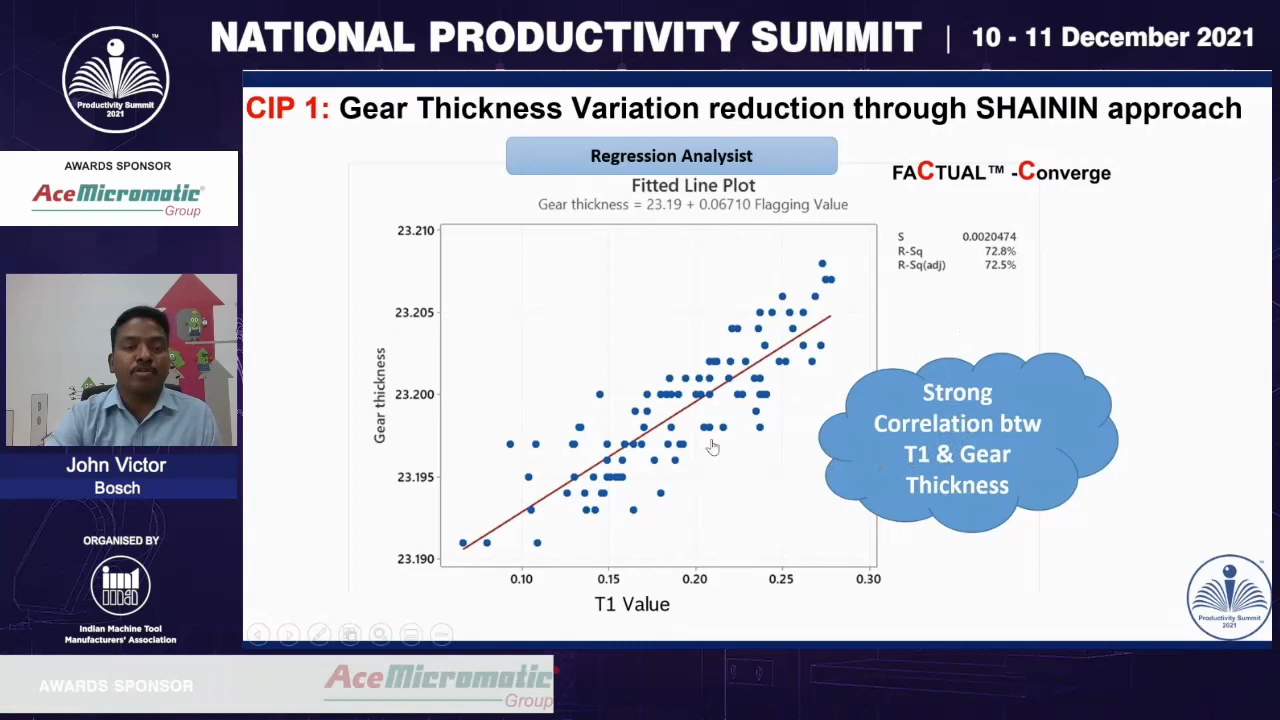 NATIONAL PRODUCTIVITY SUMMIT | 10 - 11 December 2021
Productivity Summit
2021
AWARDS SPONSOR
AceMicromatic
Group
John Victor
Bosch
ORGANISED BY
Indian Machine Tool
Manufacturers' Association
CIP 1: Gear Thickness Variation reduction through SHAININ approach
Regression Analysist
FACTUAL™ -Converge
Fitted Line Plot
Gear thickness = 23.19 + 0.06710 Flagging Value
S 0.0020474
R-Sq 72.8%
R-Sq(adj) 72.5%
Gear thickness
23.210
23.205
23.200
23.195
23.190
0.10 0.15 0.20 0.25 0.30
T1 Value
Strong
Correlation btw
T1 & Gear
Thickness
Productivity Summit
2021
AWARDS SPONSOR
AceMicromatic
Group